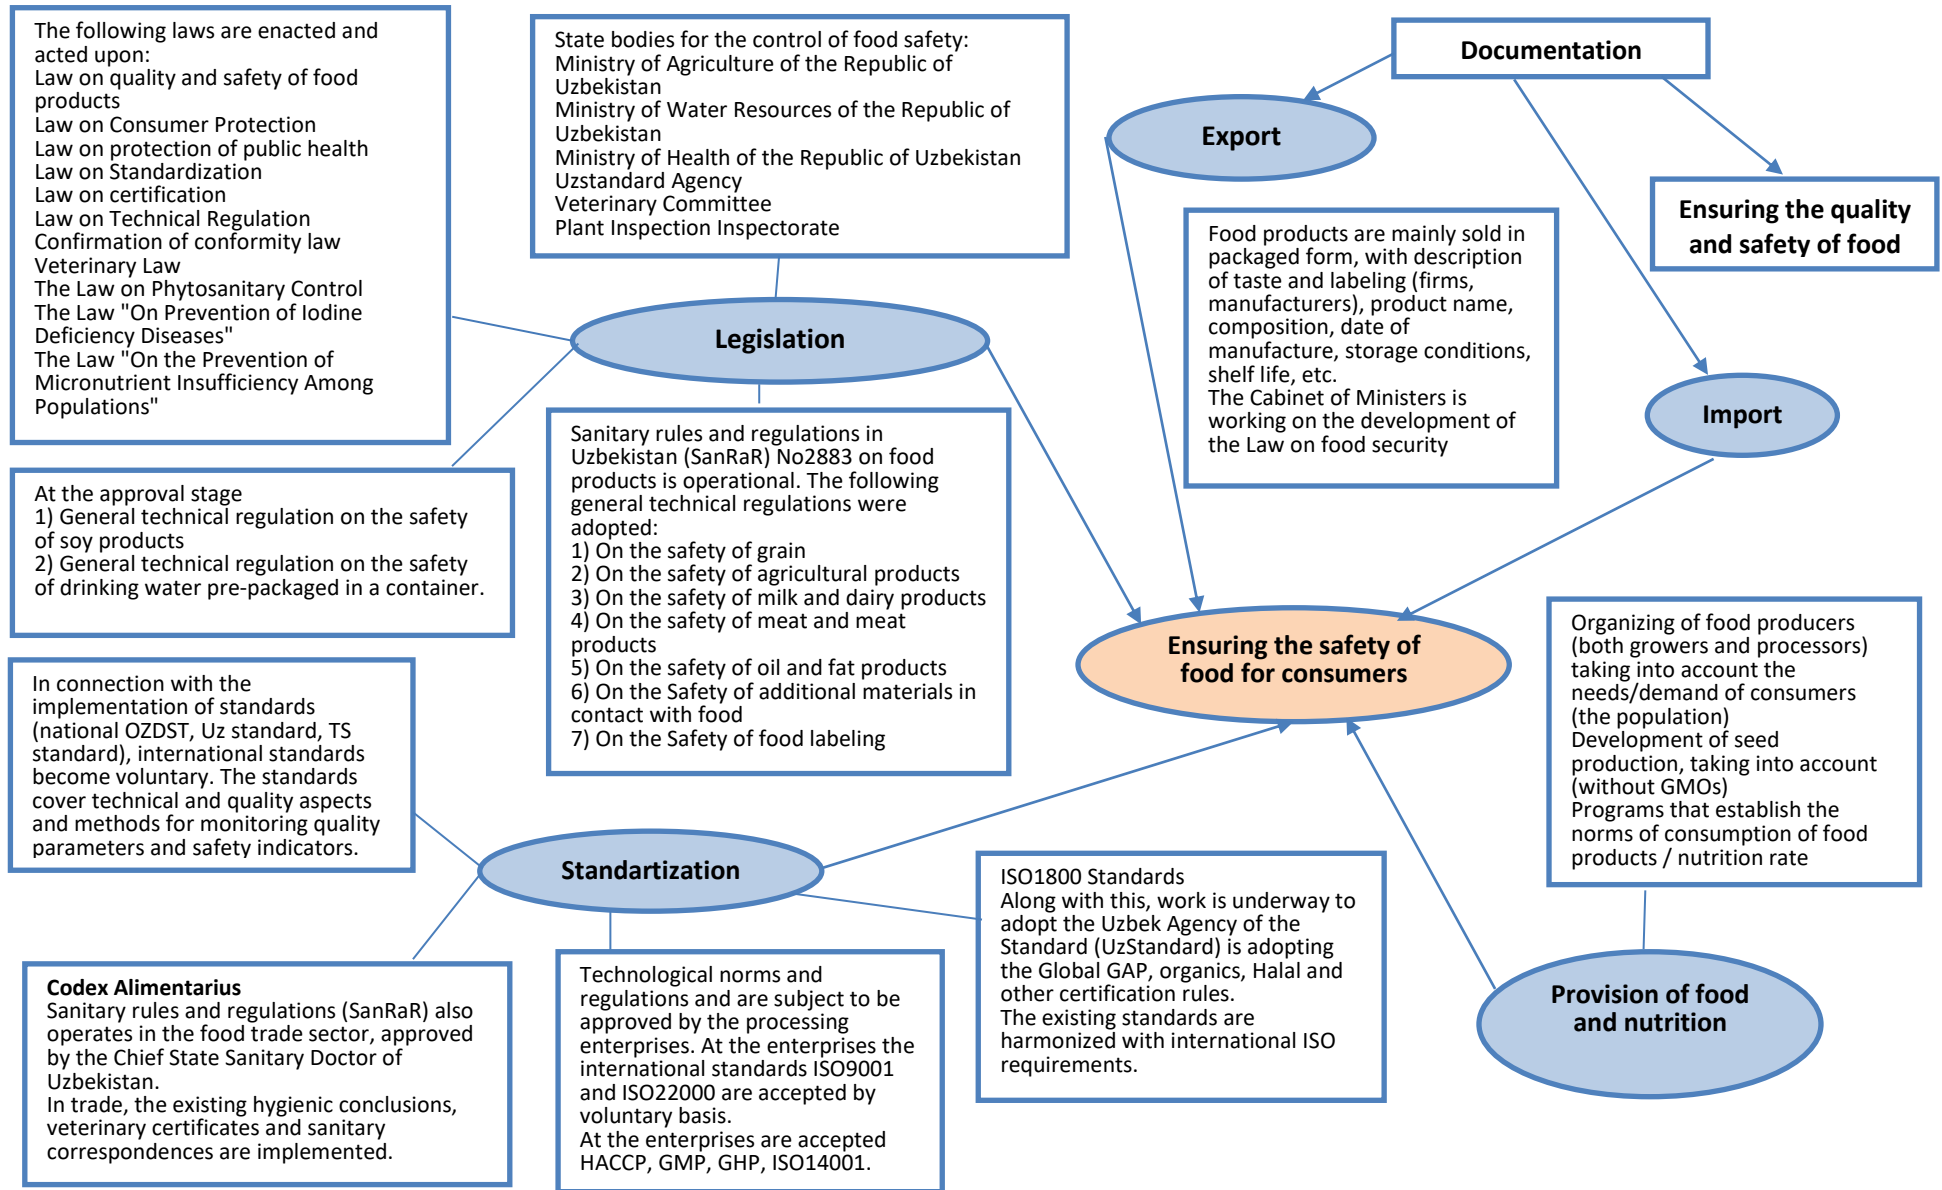 The following laws are enacted and
acted upon:
Law on quality and safety of food
products
Law on Consumer Protection
Law on protection of public health
Law on Standardization
Law on certification
Law on Technical Regulation
Confirmation of conformity law
Veterinary Law
The Law on Phytosanitary Control
The Law "On Prevention of Iodine
Deficiency Diseases"
The Law "On the Prevention of
Micronutrient Insufficiency Among
Populations"
State bodies for the control of food safety:
Ministry of Agriculture of the Republic of
Uzbekistan
Ministry of Water Resources of the Republic of
Uzbekistan
Ministry of Health of the Republic of Uzbekistan
Uzstandard Agency
Veterinary Committee
Plant Inspection Inspectorate
Documentation
Export
Ensuring the quality
and safety of food
Food products are mainly sold in
packaged form, with description
of taste and labeling (firms,
manufacturers), product name,
composition, date of
manufacture, storage conditions,
shelf life, etc.
The Cabinet of Ministers is
working on the development of
the Law on food security
Legislation
Import
At the approval stage
1) General technical regulation on the safety
of soy products
2) General technical regulation on the safety
of drinking water pre-packaged in a container.
Sanitary rules and regulations in
Uzbekistan (SanRaR) No2883 on food
products is operational. The following
general technical regulations were
adopted:
1) On the safety of grain
2) On the safety of agricultural products
3) On the safety of milk and dairy products
4) On the safety of meat and meat
products
5) On the safety of oil and fat products
6) On the Safety of additional materials in
contact with food
7) On the Safety of food labeling
Ensuring the safety of
food for consumers
Organizing of food producers
(both growers and processors)
taking into account the
needs/demand of consumers
(the population)
Development of seed
production, taking into account
(without GMOs)
Programs that establish the
norms of consumption of food
products / nutrition rate
In connection with the
implementation of standards
(national OZDST, Uz standard, TS
standard), international standards
become voluntary. The standards
cover technical and quality aspects
and methods for monitoring quality
parameters and safety indicators.
Standartization
ISO1800 Standards
Along with this, work is underway to
adopt the Uzbek Agency of the
Standard (UzStandard) is adopting
the Global GAP, organics, Halal and
other certification rules.
The existing standards are
harmonized with international ISO
requirements.
Codex Alimentarius
Sanitary rules and regulations (SanRaR) also
operates in the food trade sector, approved
by the Chief State Sanitary Doctor of
Uzbekistan.
In trade, the existing hygienic conclusions,
veterinary certificates and sanitary
correspondences are implemented.
Technological norms and
regulations and are subject to be
approved by the processing
enterprises. At the enterprises the
international standards ISO9001
and ISO22000 are accepted by
voluntary basis.
At the enterprises are accepted
HACCP, GMP, GHP, ISO14001.
Provision of food
and nutrition